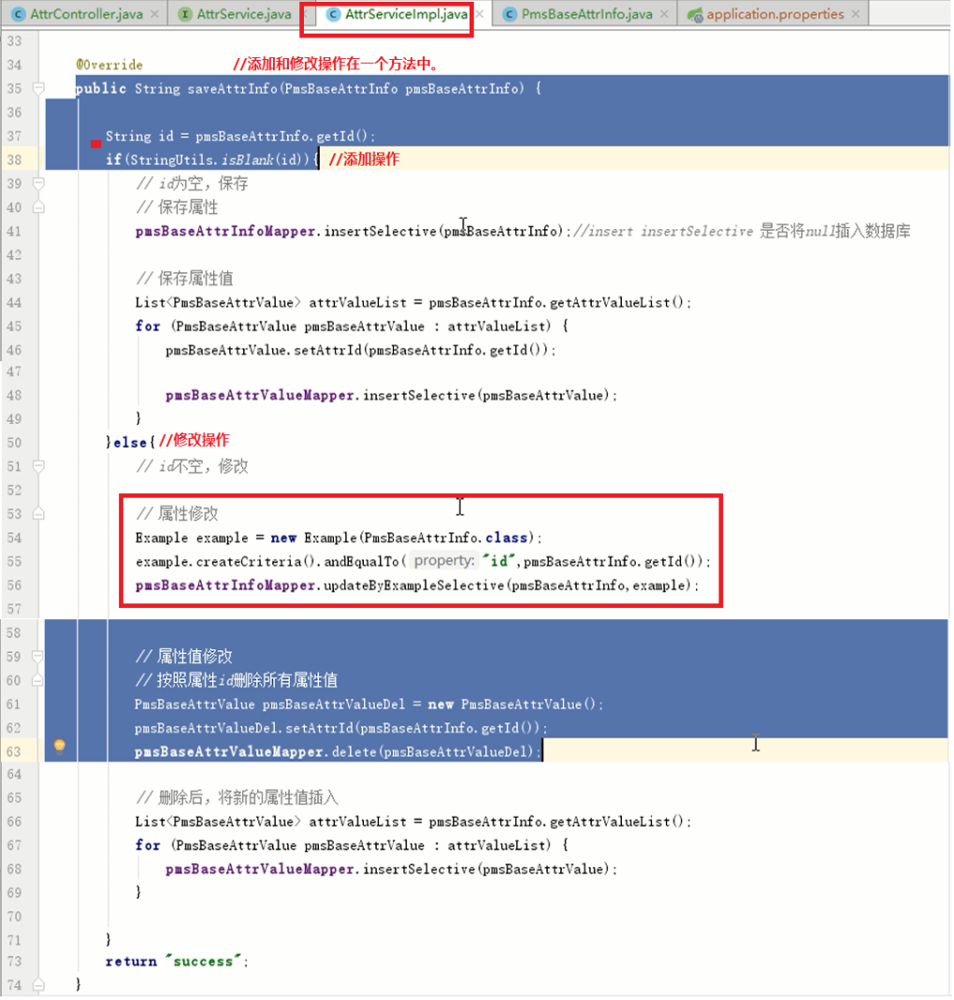 AttrController.java × AttrService.java AttrServiceImpl.java × PmsBaseAttrInfo.java × application.properties ×
33
34 @Override //添加和修改操作在一个方法中。
35 public String saveAttrInfo(PmsBaseAttrInfo pmsBaseAttrInfo) {
36
37 String id = pmsBaseAttrInfo.getId();
38 if(StringUtils.isBlank(id)){ //添加操作
39 // id为空，保存
40 // 保存属性
41 pmsBaseAttrInfoMapper.insertSelective(pmsBaseAttrInfo);//insert insertSelective 是否将null插入数据库
42
43 // 保存属性值
44 List<PmsBaseAttrValue> attrValueList = pmsBaseAttrInfo.getAttrValueList();
45 for (PmsBaseAttrValue pmsBaseAttrValue : attrValueList) {
46 pmsBaseAttrValue.setAttrId(pmsBaseAttrInfo.getId());
47
48 pmsBaseAttrValueMapper.insertSelective(pmsBaseAttrValue);
49 }
50 }else{ //修改操作
51 // id不空，修改
52
53 // 属性修改
54 Example example = new Example(PmsBaseAttrInfo.class);
55 example.createCriteria().andEqualTo( property: "id",pmsBaseAttrInfo.getId());
56 pmsBaseAttrInfoMapper.updateByExampleSelective(pmsBaseAttrInfo,example);
57
58
59 // 属性值修改
60 // 按照属性id删除所有属性值
61 PmsBaseAttrValue pmsBaseAttrValueDel = new PmsBaseAttrValue();
62 pmsBaseAttrValueDel.setAttrId(pmsBaseAttrInfo.getId());
63 pmsBaseAttrValueMapper.delete(pmsBaseAttrValueDel);
64
65 // 删除后，将新的属性值插入
66 List<PmsBaseAttrValue> attrValueList = pmsBaseAttrInfo.getAttrValueList();
67 for (PmsBaseAttrValue pmsBaseAttrValue : attrValueList) {
68 pmsBaseAttrValueMapper.insertSelective(pmsBaseAttrValue);
69 }
70
71 }
73 return "success";
74 }